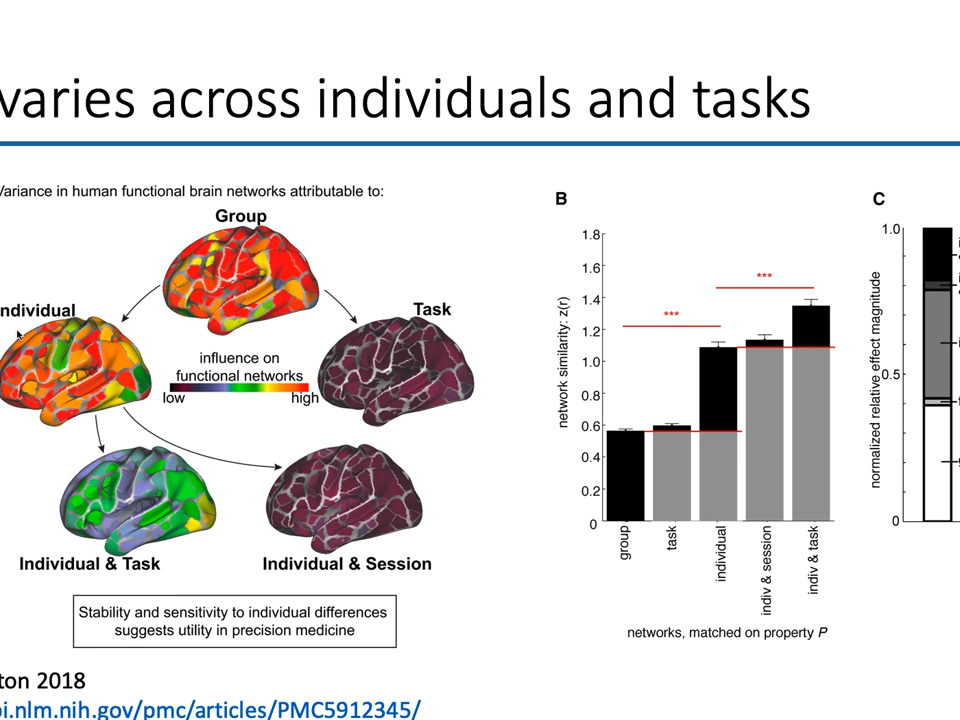 varies across individuals and tasks
Variance in human functional brain networks attributable to:
Group
Individual
Task
influence on
functional networks
low
high
Individual & Task
Individual & Session
Stability and sensitivity to individual differences
suggests utility in precision medicine
B
network similarity: z(r)
1.8
1.6
1.4
1.2
1.0
0.8
0.6
0.4
0.2
0
***
***
group
task
individual
indiv & session
indiv & task
networks, matched on property P
C
normalized relative effect magnitude
1.0
0.5
0
ton 2018
oi.nlm.nih.gov/pmc/articles/PMC5912345/